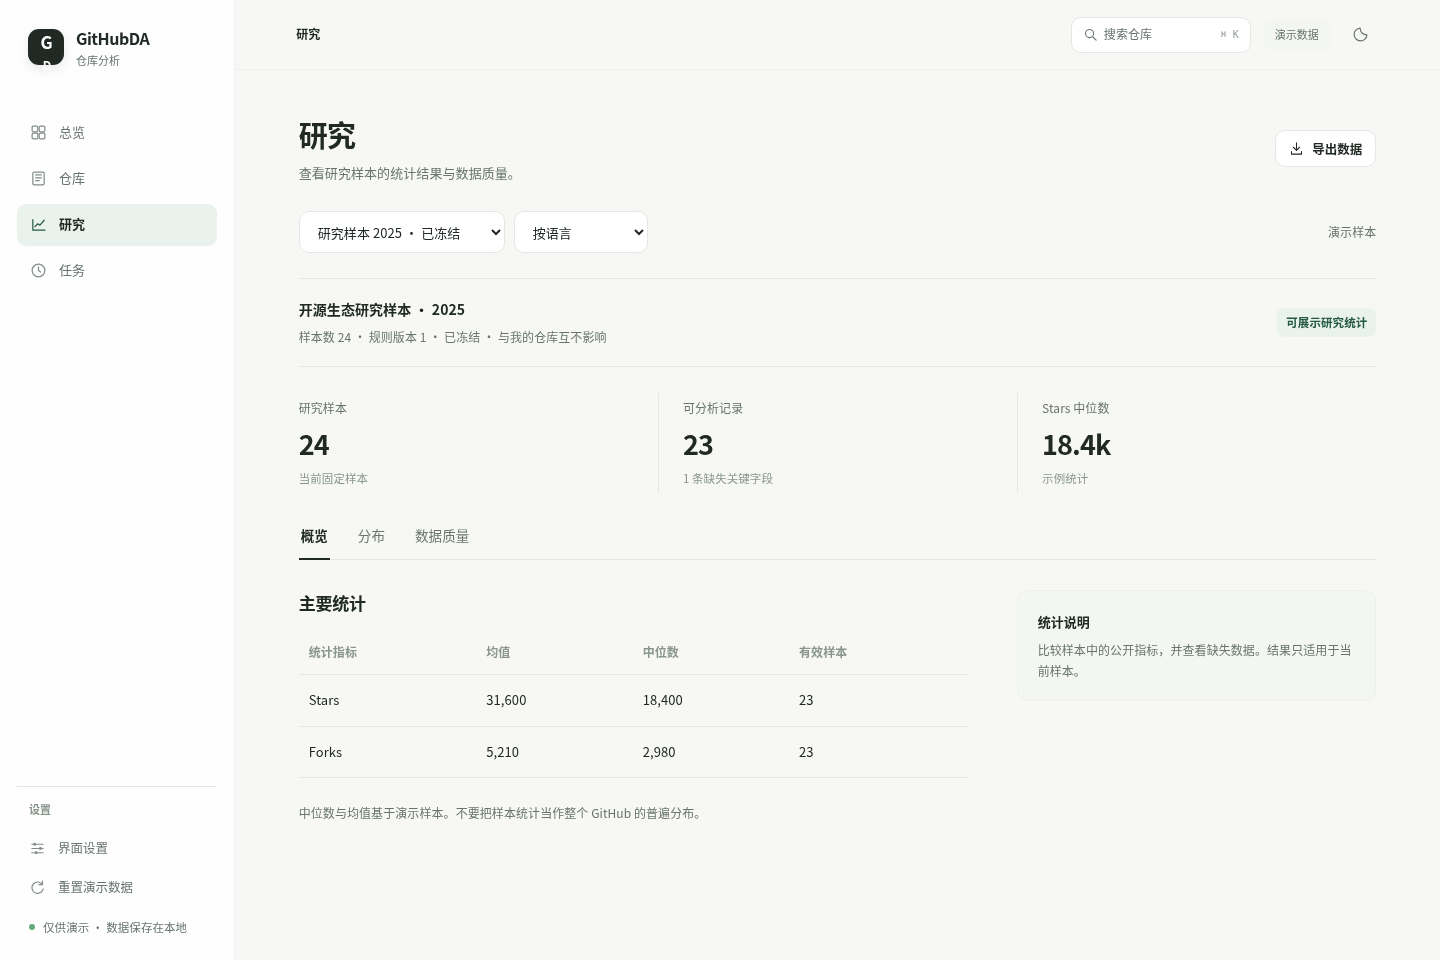 G
D
GitHubDA
仓库分析
总览
仓库
研究
任务
设置
界面设置
重置演示数据
仅供演示 · 数据保存在本地
研究
搜索仓库
⌘ K
演示数据
研究
查看研究样本的统计结果与数据质量。
导出数据
研究样本 2025 · 已冻结
按语言
演示样本
开源生态研究样本 · 2025
样本数 24 · 规则版本 1 · 已冻结 · 与我的仓库互不影响
可展示研究统计
研究样本
24
当前固定样本
可分析记录
23
1 条缺失关键字段
Stars 中位数
18.4k
示例统计
概览 分布 数据质量
主要统计
统计指标 均值 中位数 有效样本
Stars 31,600 18,400 23
Forks 5,210 2,980 23
中位数与均值基于演示样本。不要把样本统计当作整个 GitHub 的普遍分布。
统计说明
比较样本中的公开指标，并查看缺失数据。结果只适用于当
前样本。